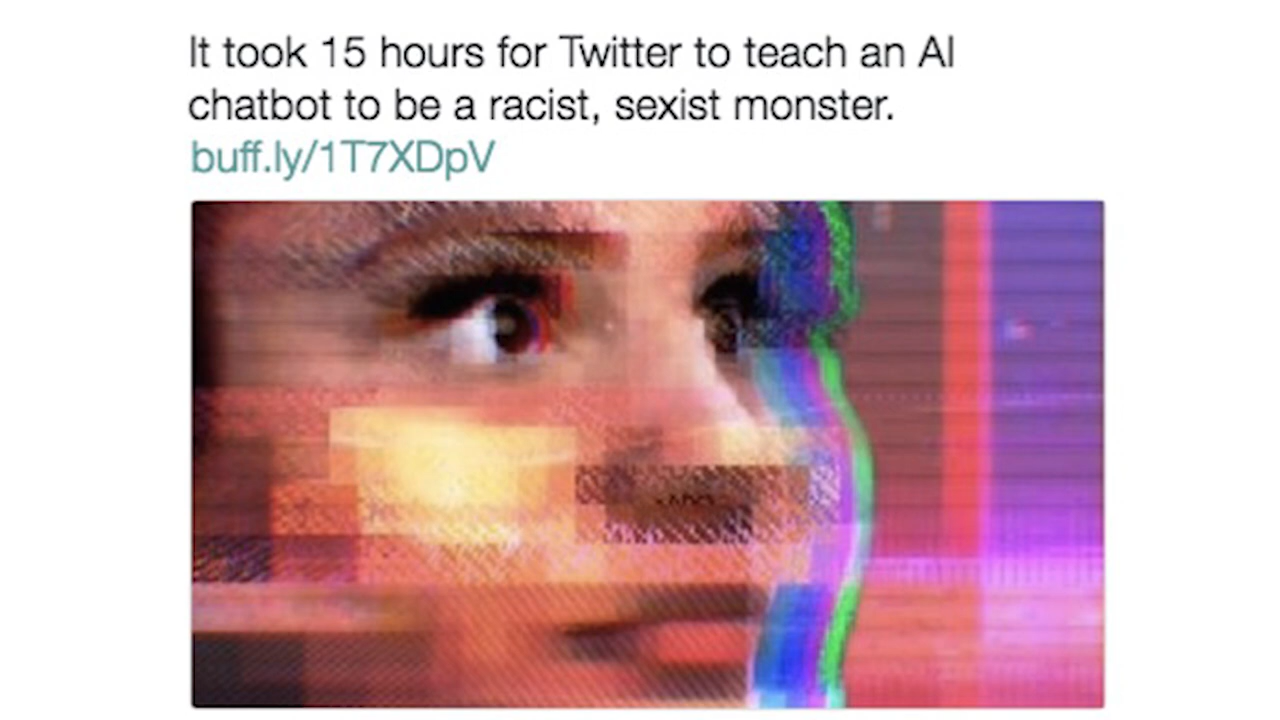 It took 15 hours for Twitter to teach an AI
chatbot to be a racist, sexist monster.
buff.ly/1T7XDpV